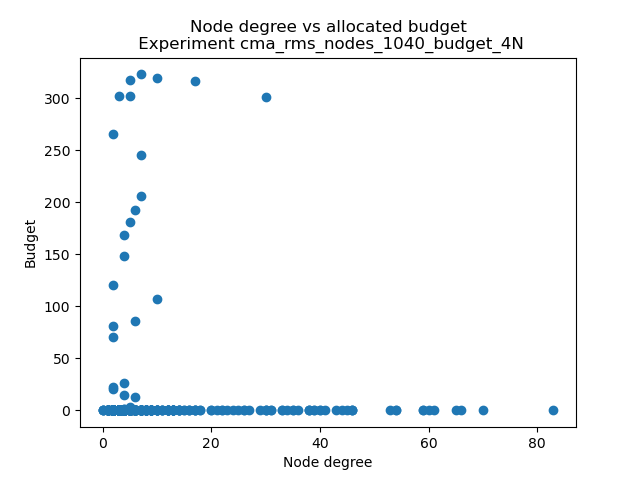 Node degree vs allocated budget
Experiment cma_rms_nodes_1040_budget_4N
300
250
200
150
100
50
0
Budget
0 20 40 60 80
Node degree